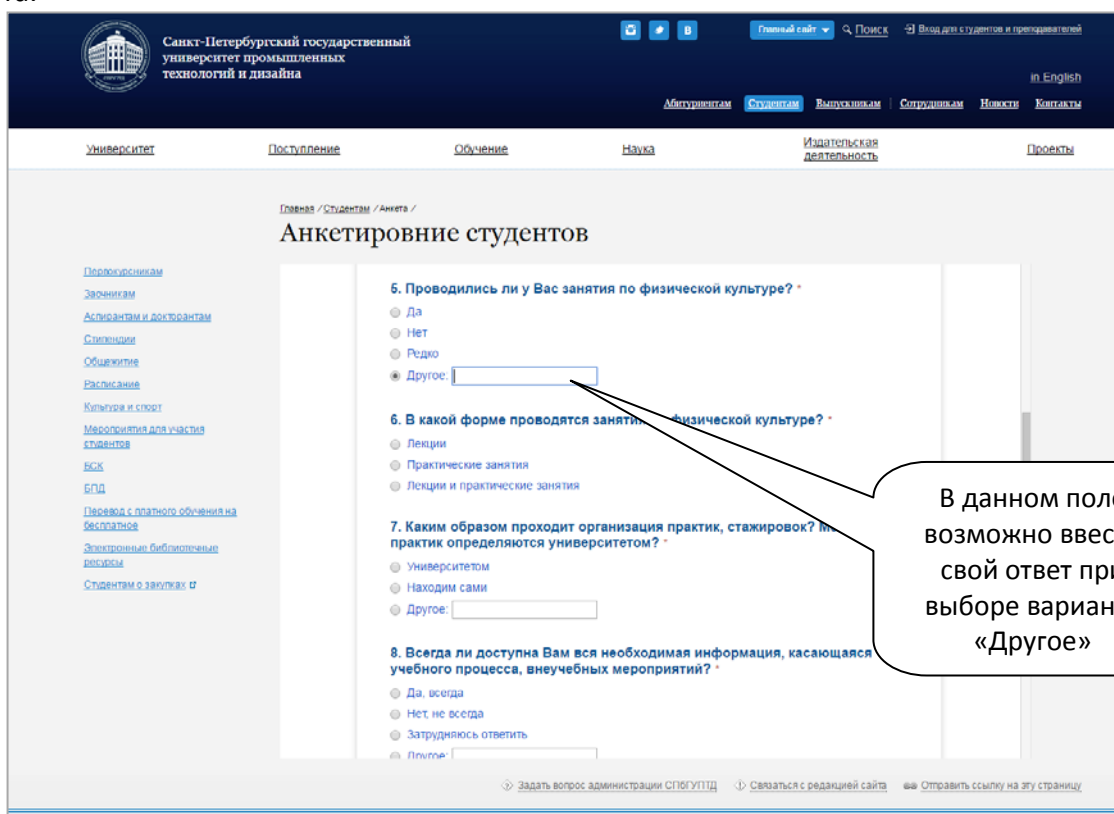 та.
Санкт-Петербургский государственный
университет промышленных
технологий и дизайна
В
Главный сайт
Поиск
Вход для студентов и преподавателей
in English
Абитуриентам Студентам Выпускникам Сотрудникам Новости Контакты
Университет
Поступление
Обучение
Наука
Издательская
деятельность
Проекты
Главная / Студентам / Анкета /
Анкетировние студентов
Первокурсникам
Заочникам
Аспирантам и докторантам
Стипендии
Общежитие
Расписание
Культура и спорт
Мероприятия для участия
студентов
БСК
БПД
Перевод с платного обучения на
бесплатное
Электронные библиотечные
ресурсы
Студентам о закупках
5. Проводились ли у Вас занятия по физической культуре? *
Да
Нет
Редко
Другое:
6. В какой форме проводятся занятия физической культуре? *
Лекции
Практические занятия
Лекции и практические занятия
7. Каким образом проходит организация практик, стажировок?
практик определяются университетом? *
Университетом
Находим сами
Другое:
8. Всегда ли доступна Вам вся необходимая информация, касающаяся
учебного процесса, внеучебных мероприятий? *
Да, всегда
Нет, не всегда
Затрудняюсь ответить
Другое:
В данном поле
возможно ввес
свой ответ при
выборе вариан
«Другое»
Задать вопрос администрации СПбГУПТД
Связаться с редакцией сайта
Отправить ссылку на эту страницу